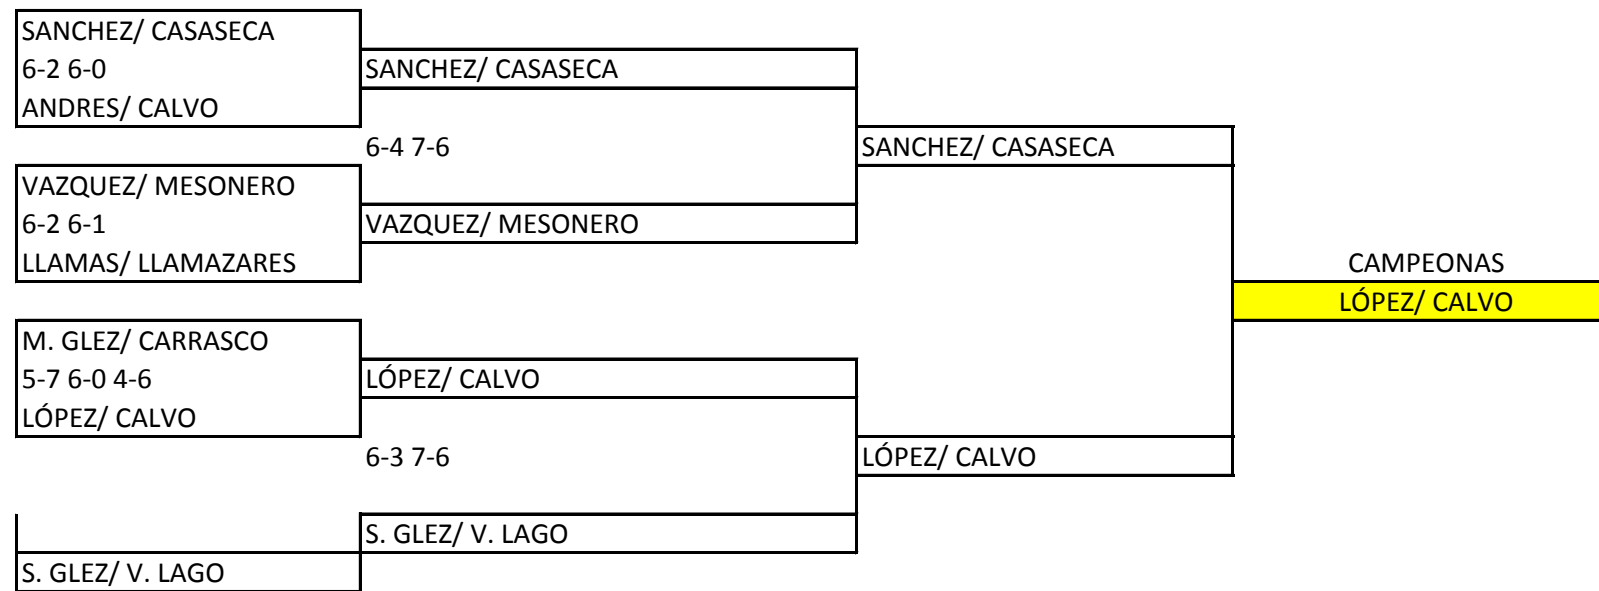 SANCHEZ/ CASASECA
6-2 6-0
SANCHEZ/ CASASECA
ANDRES/ CALVO
6-4 7-6
SANCHEZ/ CASASECA
VAZQUEZ/ MESONERO
6-2 6-1
VAZQUEZ/ MESONERO
LLAMAS/ LLAMAZARES
CAMPEONAS
LÓPEZ/ CALVO
M. GLEZ/ CARRASCO
5-7 6-0 4-6
LÓPEZ/ CALVO
LÓPEZ/ CALVO
6-3 7-6
LÓPEZ/ CALVO
S. GLEZ/ V. LAGO
S. GLEZ/ V. LAGO